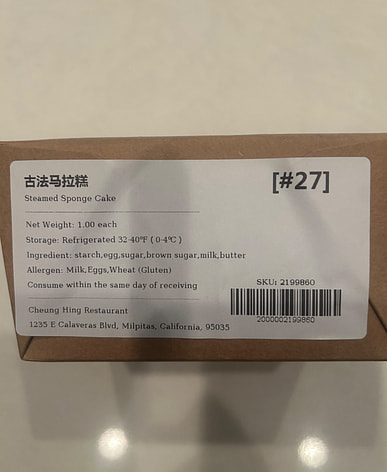 古法马拉糕
[#27]
Steamed Sponge Cake
Net Weight: 1.00 each
Storage: Refrigerated 32-40°F ( 0-4°C )
Ingredient: starch,egg,sugar,brown sugar,milk,butter
Allergen: Milk,Eggs,Wheat (Gluten)
Consume within the same day of receiving
SKU: 2199860
2000002199860
Cheung Hing Restaurant
1235 E Calaveras Blvd, Milpitas, California, 95035